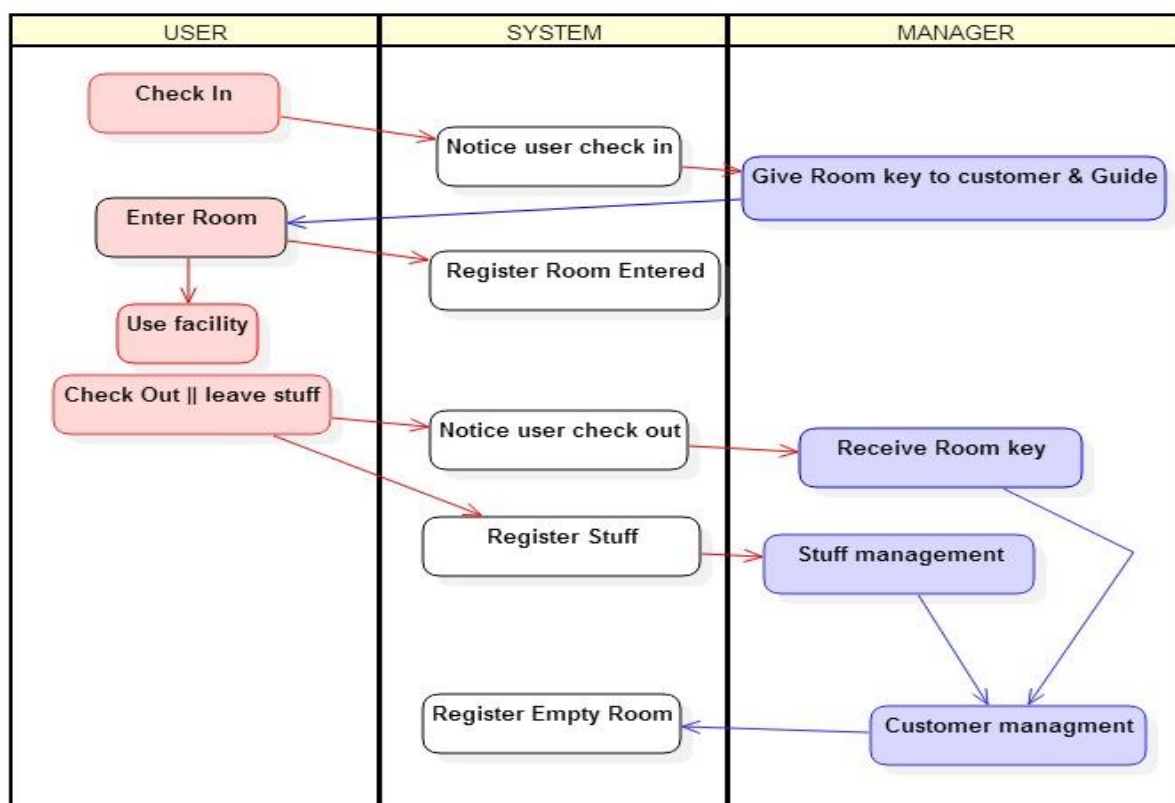 USER
SYSTEM
MANAGER
Check In
Notice user check in
Give Room key to customer & Guide
Enter Room
Register Room Entered
Use facility
Check Out || leave stuff
Notice user check out
Receive Room key
Register Stuff
Stuff management
Register Empty Room
Customer managment